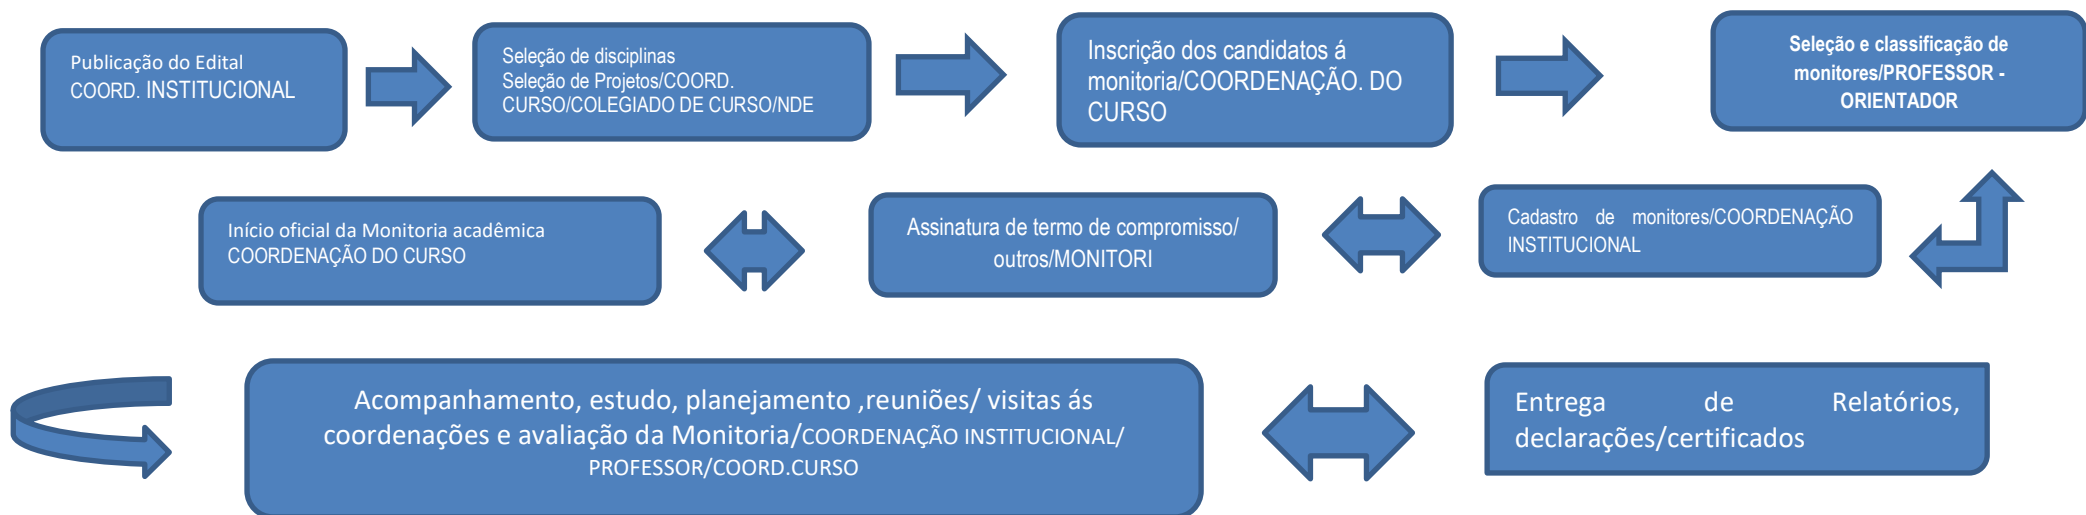 Publicação do Edital
COORD. INSTITUCIONAL
Seleção de disciplinas
Seleção de Projetos/COORD.
CURSO/COLEGIADO DE CURSO/NDE
Inscrição dos candidatos á
monitoria/COORDENAÇÃO. DO
CURSO
Seleção e classificação de
monitores/PROFESSOR -
ORIENTADOR
Cadastro de monitores/COORDENAÇÃO
INSTITUCIONAL
Assinatura de termo de compromisso/
outros/MONITORI
Início oficial da Monitoria acadêmica
COORDENAÇÃO DO CURSO
Acompanhamento, estudo, planejamento ,reuniões/ visitas ás
coordenações e avaliação da Monitoria/COORDENAÇÃO INSTITUCIONAL/
PROFESSOR/COORD.CURSO
Entrega de Relatórios,
declarações/certificados